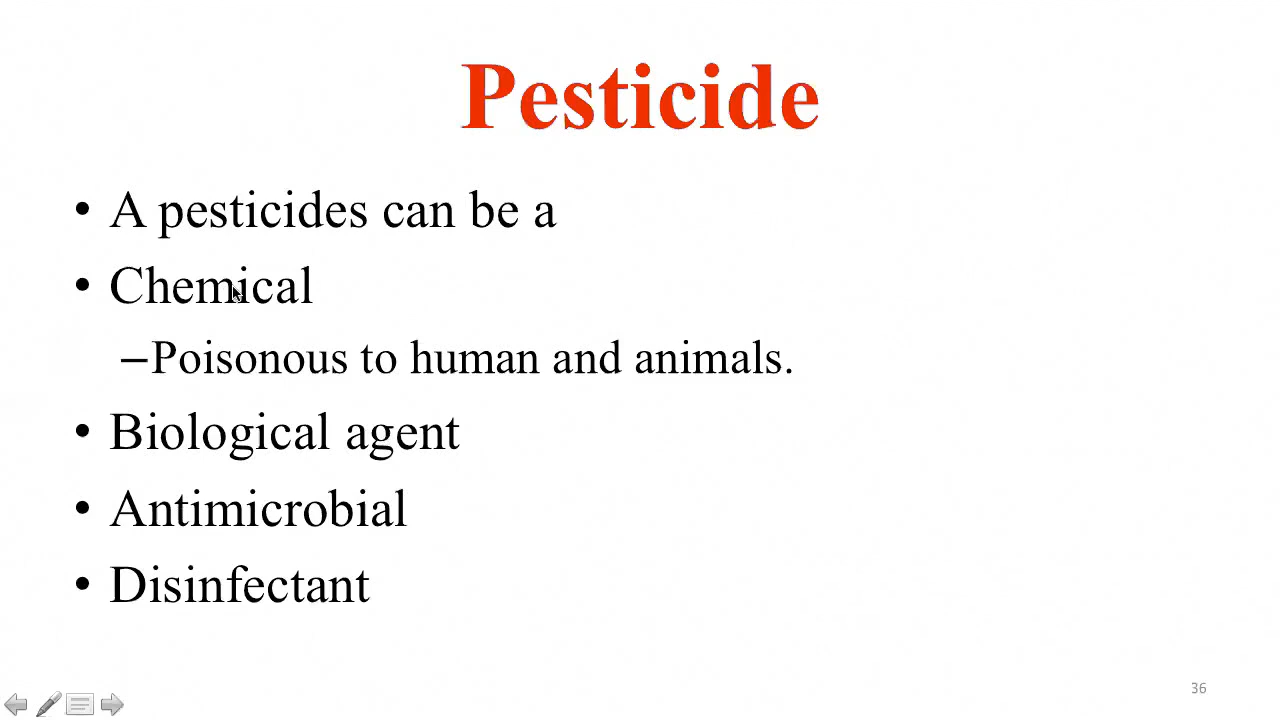 Pesticide
• A pesticides can be a
• Chemical
–Poisonous to human and animals.
• Biological agent
• Antimicrobial
• Disinfectant
36